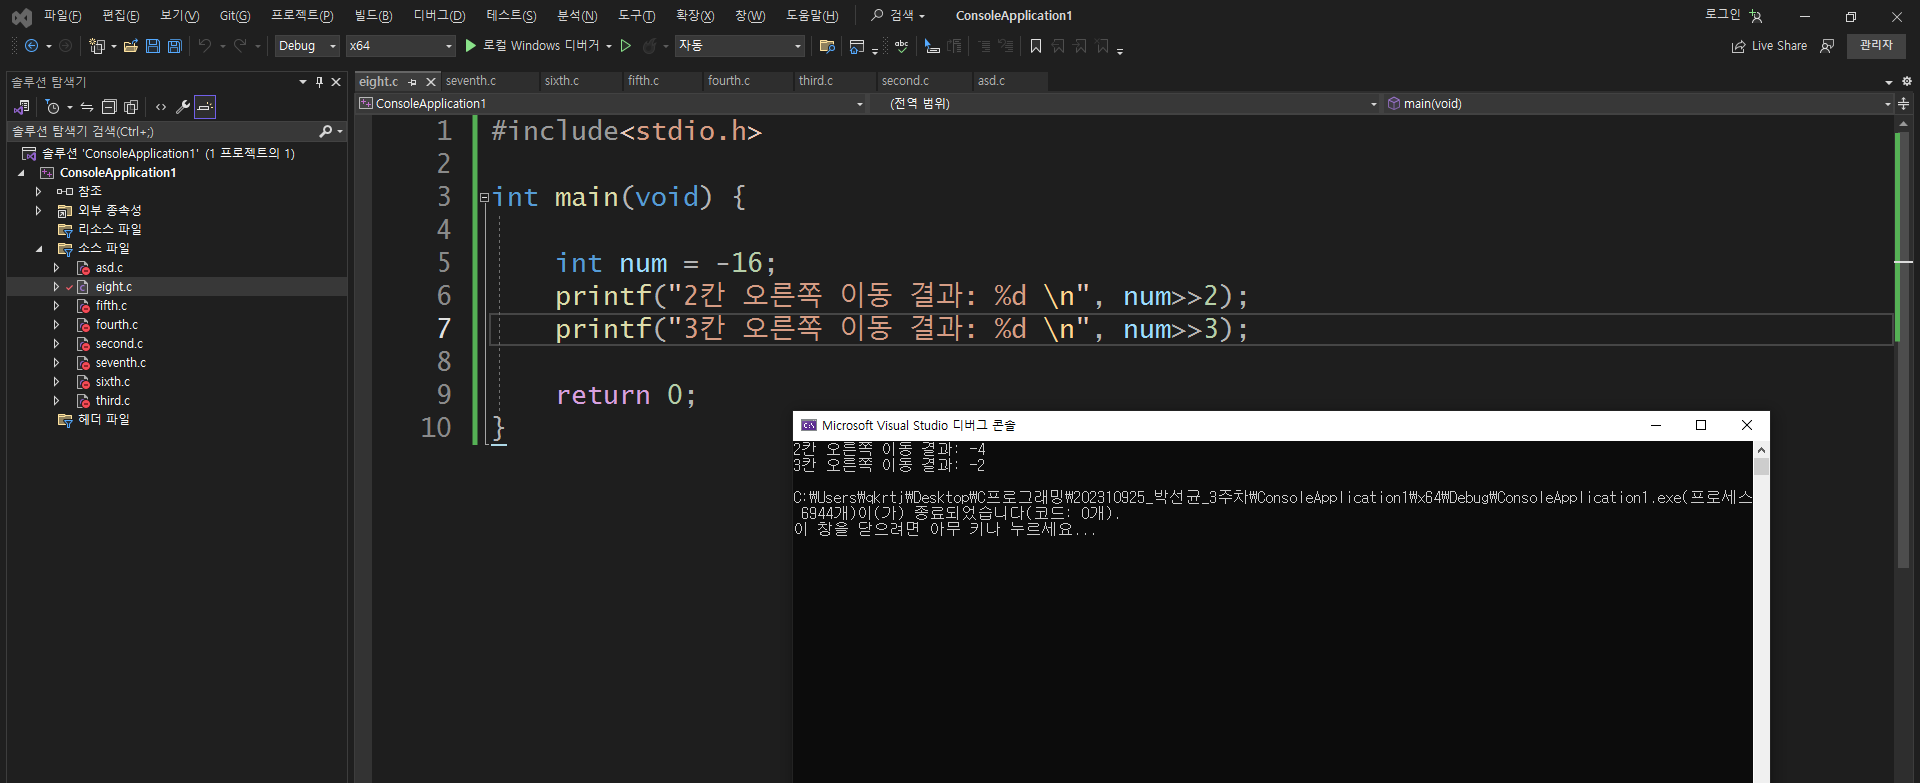 파일(F) 편집(E) 보기(V) Git(G) 프로젝트(P) 빌드(B) 디버그(D) 테스트(S) 분석(N) 도구(T) 확장(X) 창(W) 도움말(H) 검색 ConsoleApplication1 로그인
Debug x64 로컬 Windows 디버거 자동 abc Live Share 관리자
솔루션 탐색기
솔루션 탐색기 검색(Ctrl+;)
솔루션 'ConsoleApplication1' (1 프로젝트의 1)
ConsoleApplication1
참조
외부 종속성
리소스 파일
소스 파일
asd.c
eight.c
fifth.c
fourth.c
second.c
seventh.c
sixth.c
third.c
헤더 파일
eight.c seventh.c sixth.c fifth.c fourth.c third.c second.c asd.c
ConsoleApplication1 (전역 범위) main(void)
1 #include<stdio.h>
2
3 int main(void) {
4
5 int num = -16;
6 printf("2칸 오른쪽 이동 결과: %d \n", num>>2);
7 printf("3칸 오른쪽 이동 결과: %d \n", num>>3);
8
9 return 0;
10 }
Microsoft Visual Studio 디버그 콘솔
2칸 오른쪽 이동 결과: -4
3칸 오른쪽 이동 결과: -2
C:₩Users₩qkrtj₩Desktop₩C프로그래밍₩202310925_박선균_3주차₩ConsoleApplication1₩x64₩Debug₩ConsoleApplication1.exe(프로세스
6944개)이(가) 종료되었습니다(코드: 0개).
이 창을 닫으려면 아무 키나 누르세요...